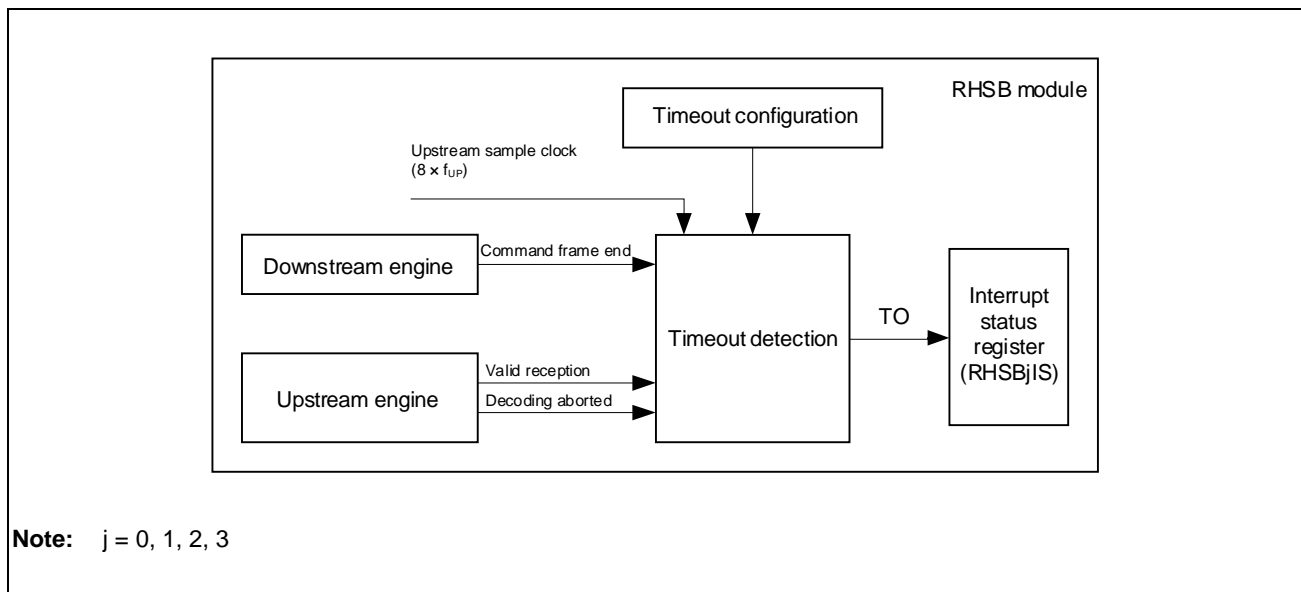 RHSB module
Timeout configuration
Upstream sample clock
(8 × fUP)
Downstream engine
Command frame end
Timeout detection
TO
Interrupt
status
register
(RHSBjIS)
Upstream engine
Valid reception
Decoding aborted
Note: j = 0, 1, 2, 3